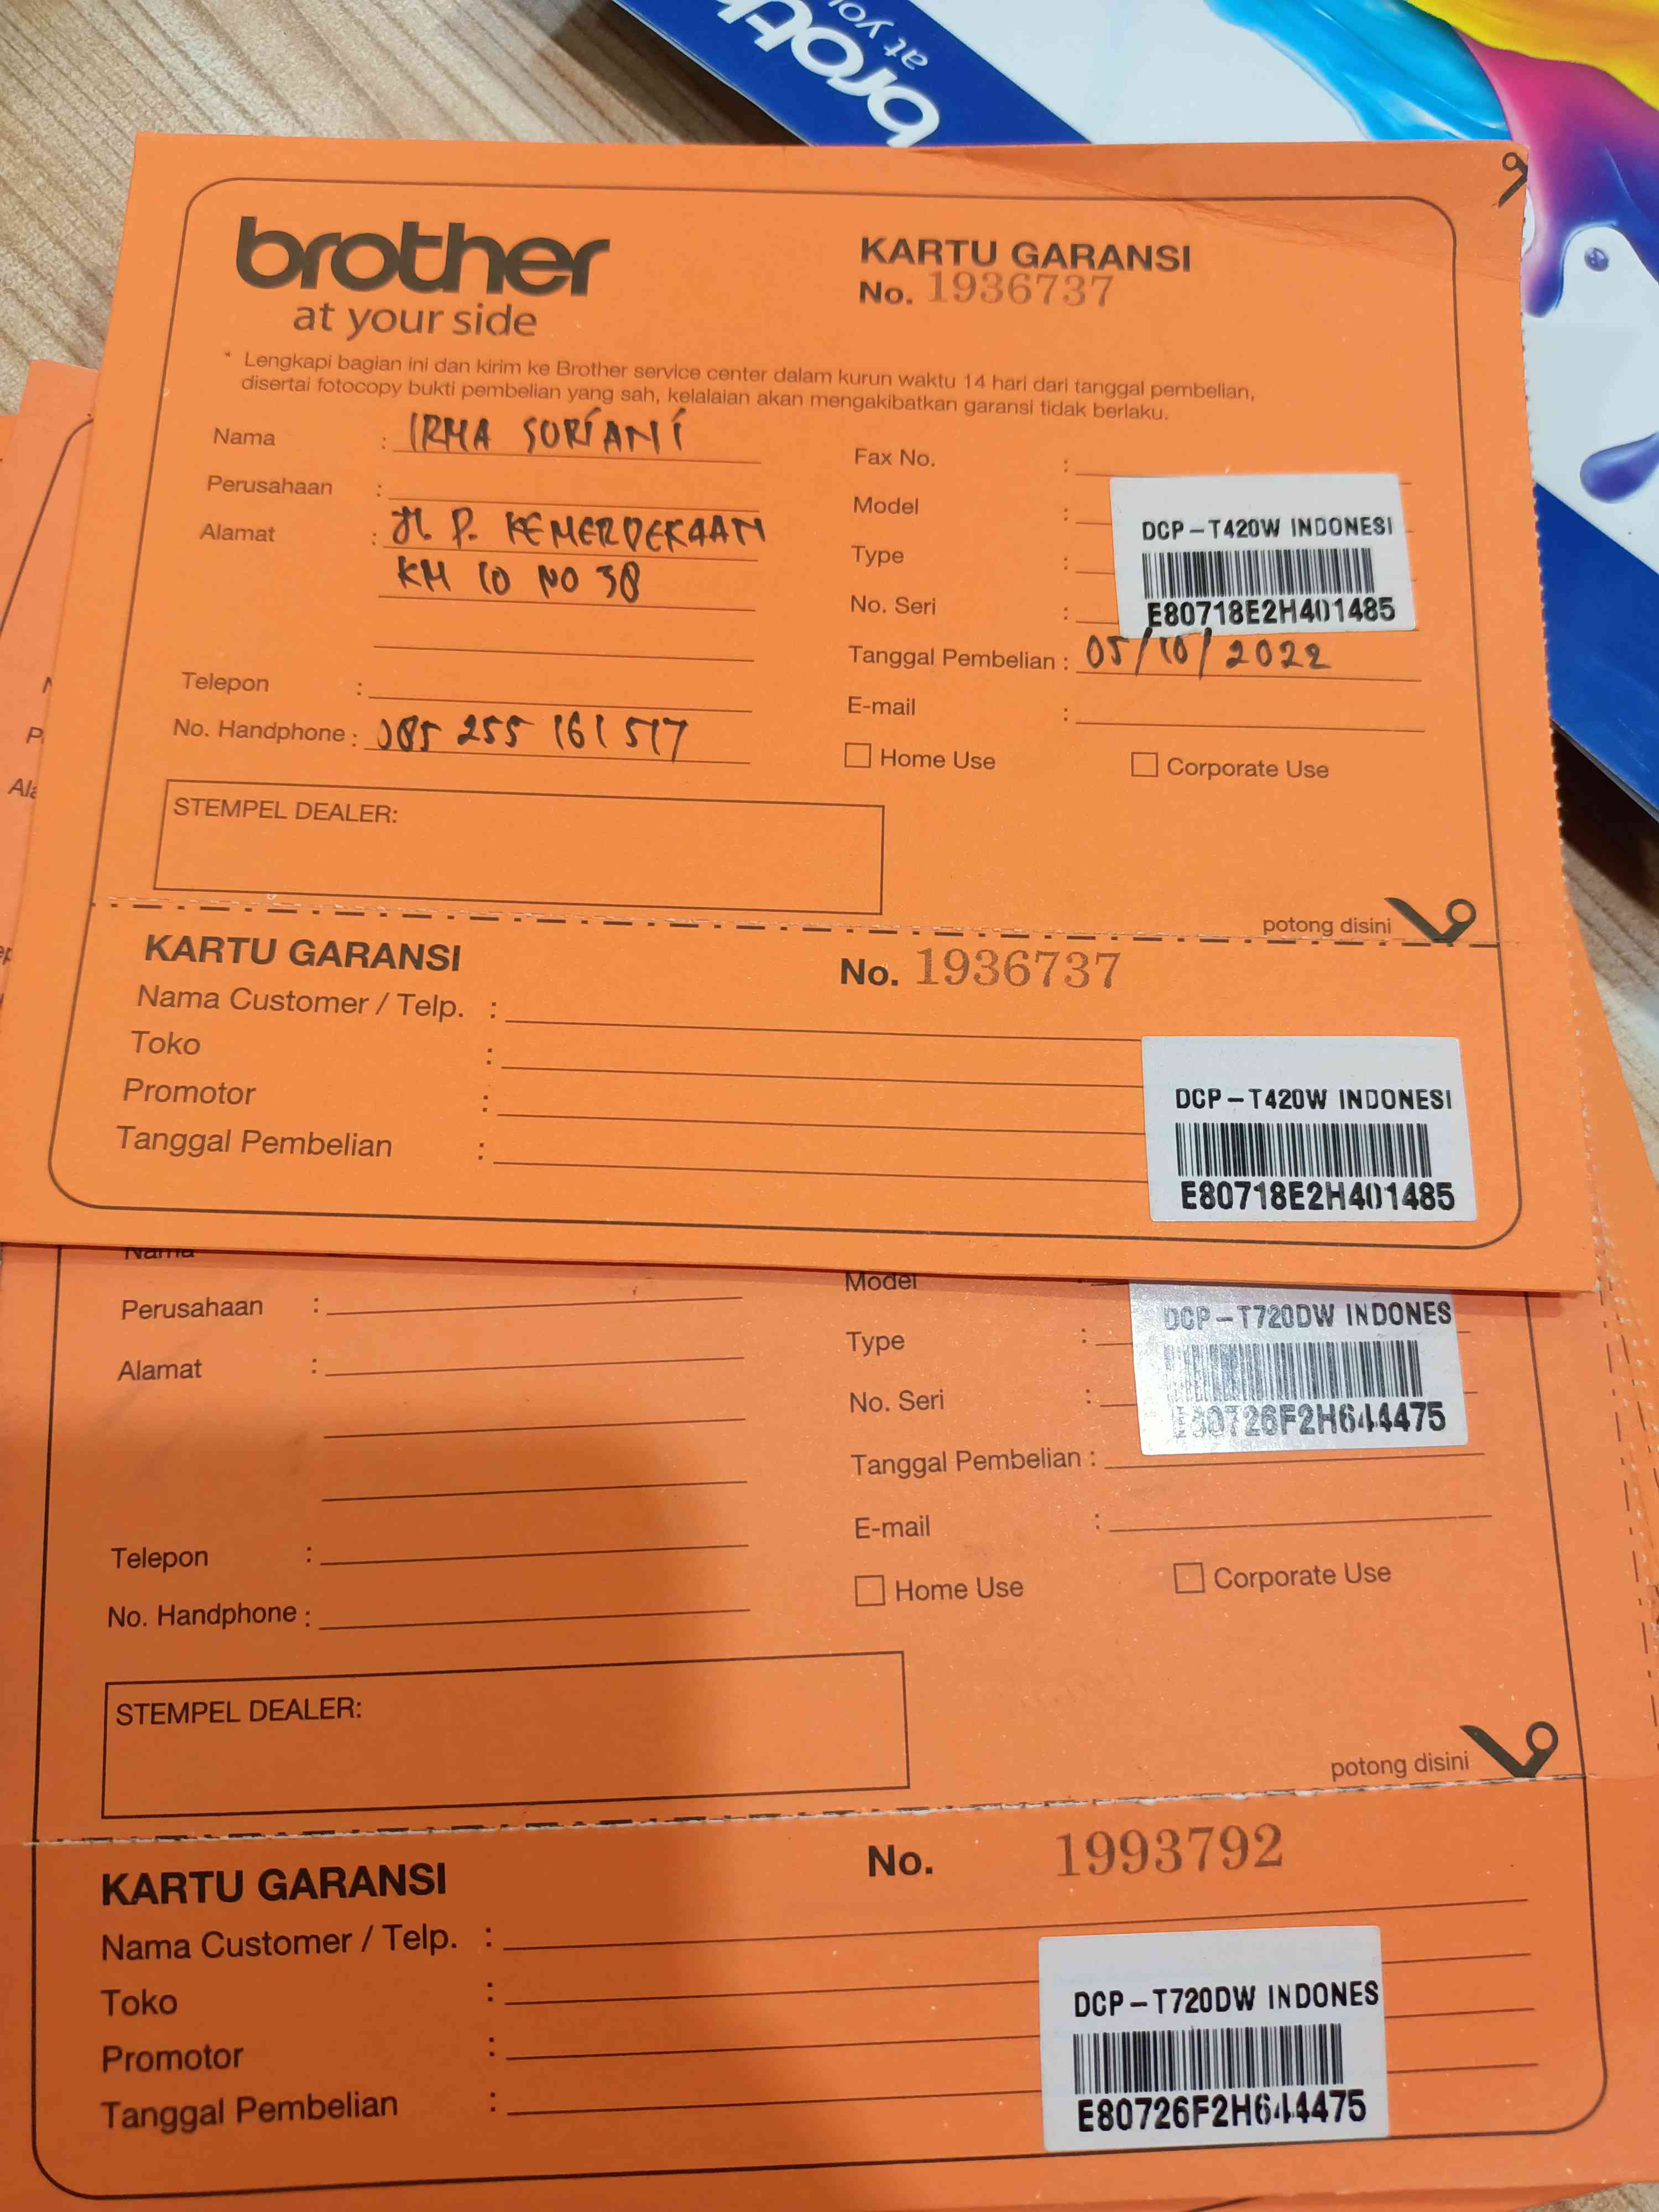 brother
at your
brother
at your side
KARTU GARANSI
No. 1936737
* Lengkapi bagian ini dan kirim ke Brother service center dalam kurun waktu 14 hari dari tanggal pembelian,
disertai fotocopy bukti pembelian yang sah, kelalaian akan mengakibatkan garansi tidak berlaku.
Nama : IRMA SURIANI
Perusahaan :
Alamat : Jl. P. KEMERDEKAAN
KM 10 NO 38
Telepon :
No. Handphone : 085 255 161 517
Fax No. :
Model :
Type :
No. Seri :
DCP-T420W INDONESI
E80718E2H401485
Tanggal Pembelian : 05/10/2022
E-mail :
Home Use
Corporate Use
STEMPEL DEALER:
potong disini
KARTU GARANSI
No. 1936737
Nama Customer / Telp. :
Toko :
Promotor :
Tanggal Pembelian :
DCP-T420W INDONESI
E80718E2H401485
Nama
Perusahaan :
Alamat :
Telepon :
No. Handphone :
Model
Type :
No. Seri :
DCP-T720DW INDONES
E80726F2H644475
Tanggal Pembelian :
E-mail :
Home Use
Corporate Use
STEMPEL DEALER:
potong disini
KARTU GARANSI
No. 1993792
Nama Customer / Telp. :
Toko :
Promotor :
Tanggal Pembelian :
DCP-T720DW INDONES
E80726F2H644475